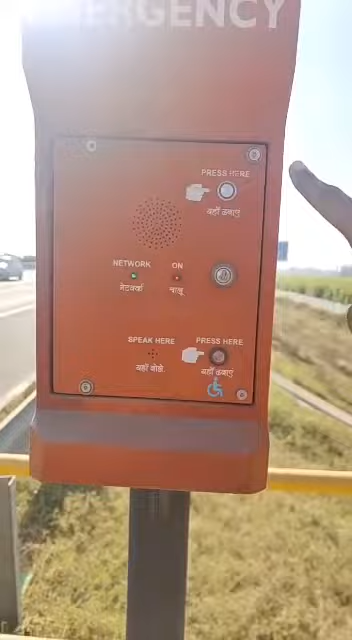 EMERGENCY
PRESS HERE
यहाँ दबाएं
NETWORK ON
नेटवर्क चालू
SPEAK HERE PRESS HERE
यहाँ बोलें यहाँ दबाएं